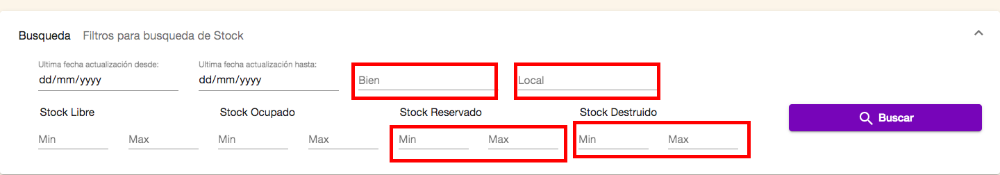 Busqueda Filtros para busqueda de Stock
Ultima fecha actualización desde: Ultima fecha actualización hasta:
dd/mm/yyyy dd/mm/yyyy Bien Local
Stock Libre Stock Ocupado Stock Reservado Stock Destruido
Buscar
Min Max Min Max Min Max Min Max